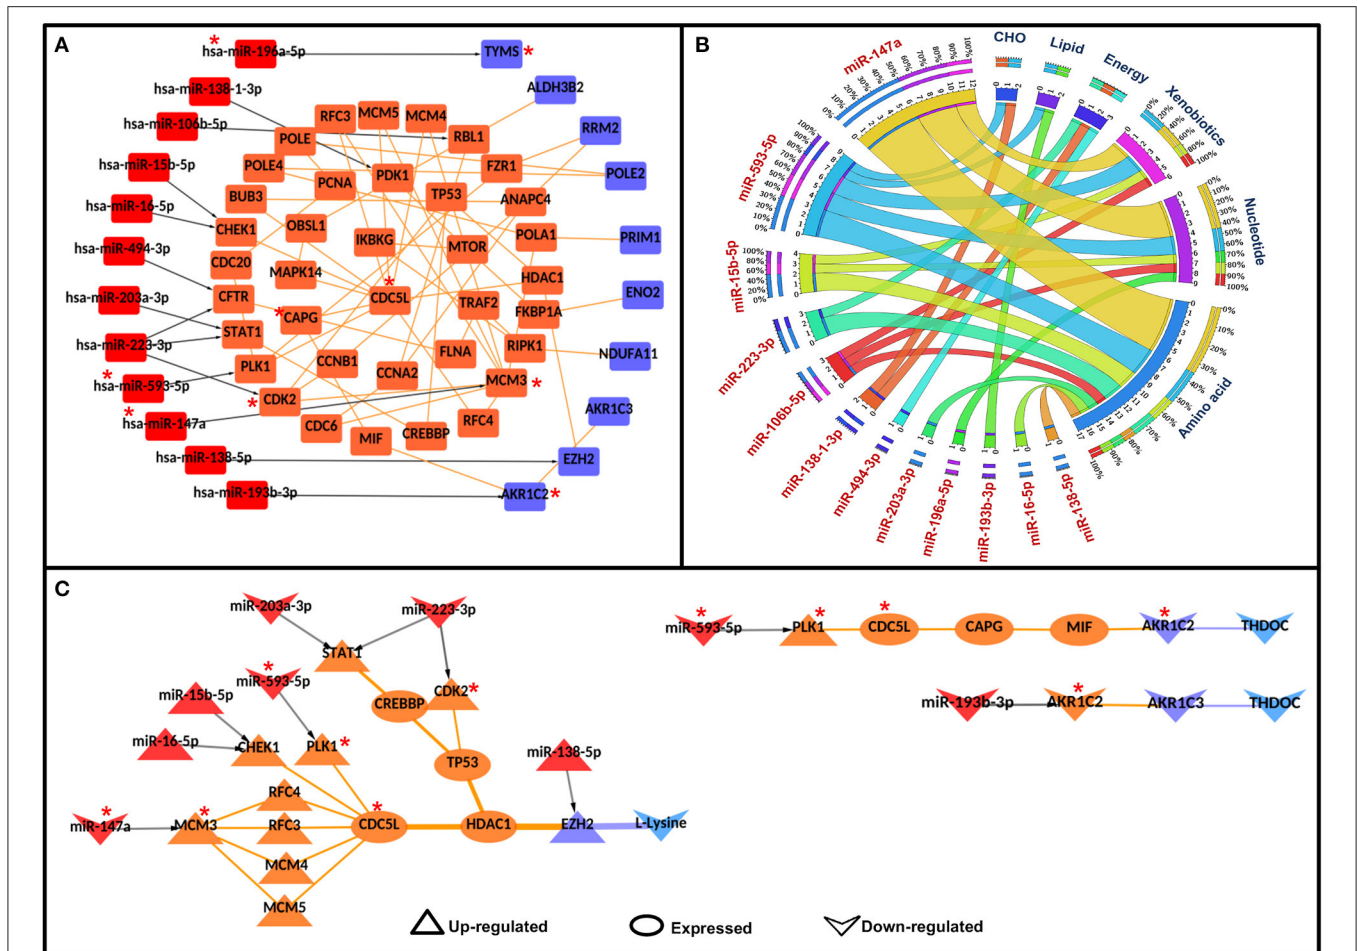 A
* hsa-miR-196a-5p
TYMS *
hsa-miR-138-1-3p
ALDH3B2
hsa-miR-106b-5p
RFC3
MCM5
MCM4
RBL1
RRM2
POLE
hsa-miR-15b-5p
POLE4
PCNA
PDK1
FZR1
POLE2
TP53
BUB3
ANAPC4
hsa-miR-16-5p
CHEK1
OBSL1
IKBKG
MTOR
POLA1
PRIM1
hsa-miR-494-3p
CDC20
MAPK14
HDAC1
hsa-miR-203a-3p
CFTR
* CDC5L
TRAF2
FKBP1A
ENO2
* CAPG
STAT1
hsa-miR-223-3p
PLK1
CCNB1
FLNA
RIPK1
NDUFA11
* hsa-miR-593-5p
CCNA2
MCM3 *
* CDK2
* hsa-miR-147a
CDC6
MIF
CREBBP
RFC4
AKR1C3
hsa-miR-138-5p
EZH2
hsa-miR-193b-3p
AKR1C2 *
B
miR-147a
CHO
Lipid
Energy
Xenobiotics
Nucleotide
Amino acid
miR-593-5p
miR-15b-5p
miR-223-3p
miR-106b-5p
miR-138-1-3p
miR-494-3p
miR-203a-3p
miR-196a-5p
miR-193b-3p
miR-16-5p
miR-138-5p
C
miR-203a-3p
miR-223-3p
STAT1
* miR-593-5p
miR-15b-5p
CREBBP
CDK2 *
miR-16-5p
CHEK1
PLK1 *
TP53
miR-138-5p
RFC4
* miR-147a
* MCM3
RFC3
* CDC5L
HDAC1
EZH2
L-Lysine
MCM4
MCM5
* miR-593-5p
* PLK1
* CDC5L
CAPG
MIF
* AKR1C2
THDOC
miR-193b-3p
* AKR1C2
AKR1C3
THDOC
Up-regulated
Expressed
Down-regulated